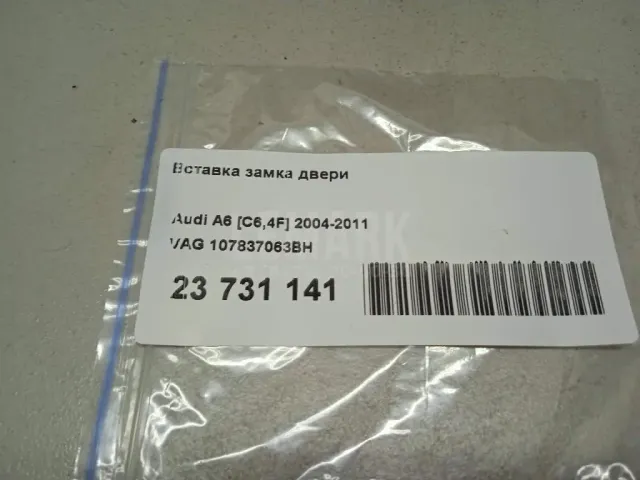 Вставка замка двери
Audi A6 [C6,4F] 2004-2011
VAG 107837063BH
23 731 141